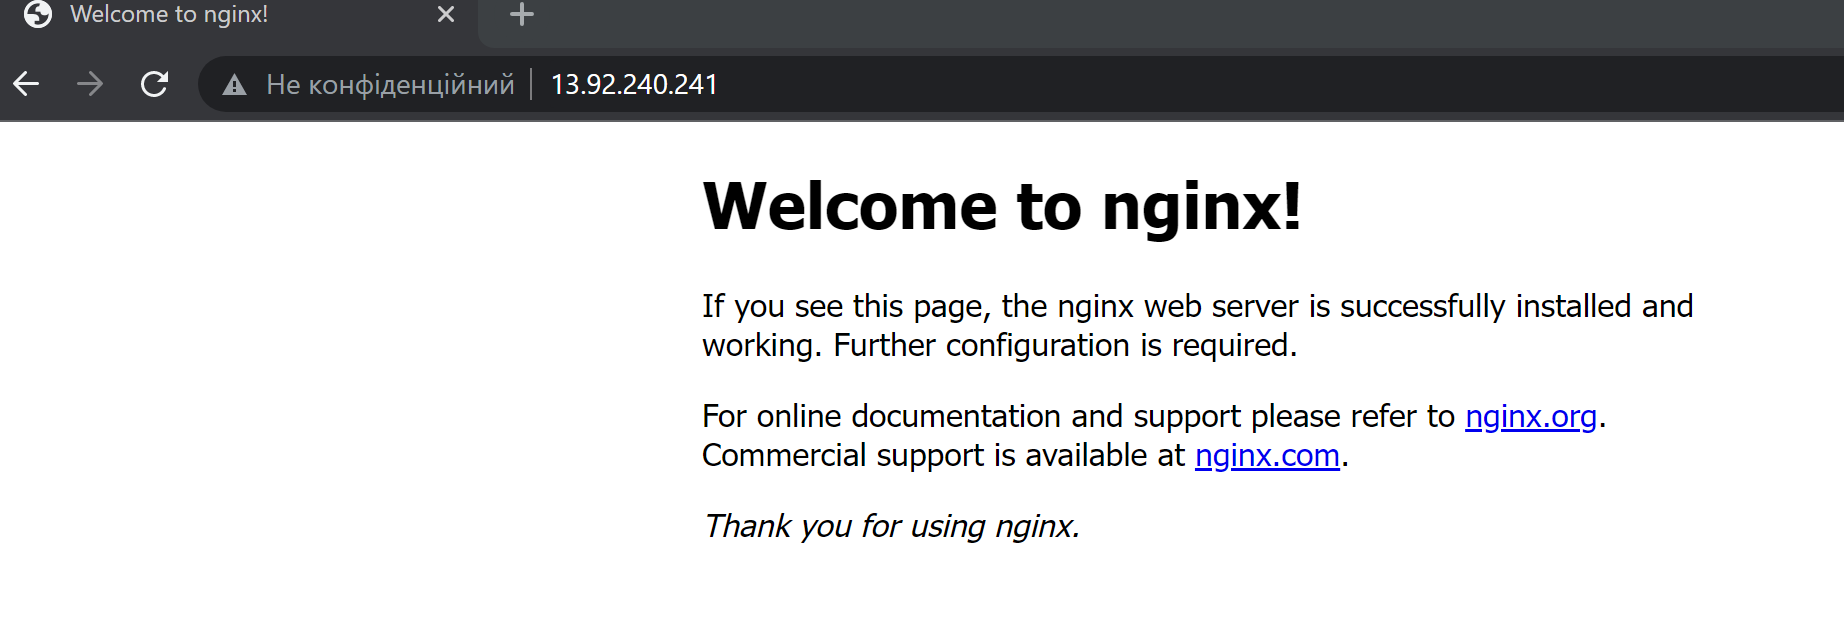 Welcome to nginx!
Не конфіденційний 13.92.240.241
Welcome to nginx!
If you see this page, the nginx web server is successfully installed and
working. Further configuration is required.
For online documentation and support please refer to nginx.org.
Commercial support is available at nginx.com.
Thank you for using nginx.